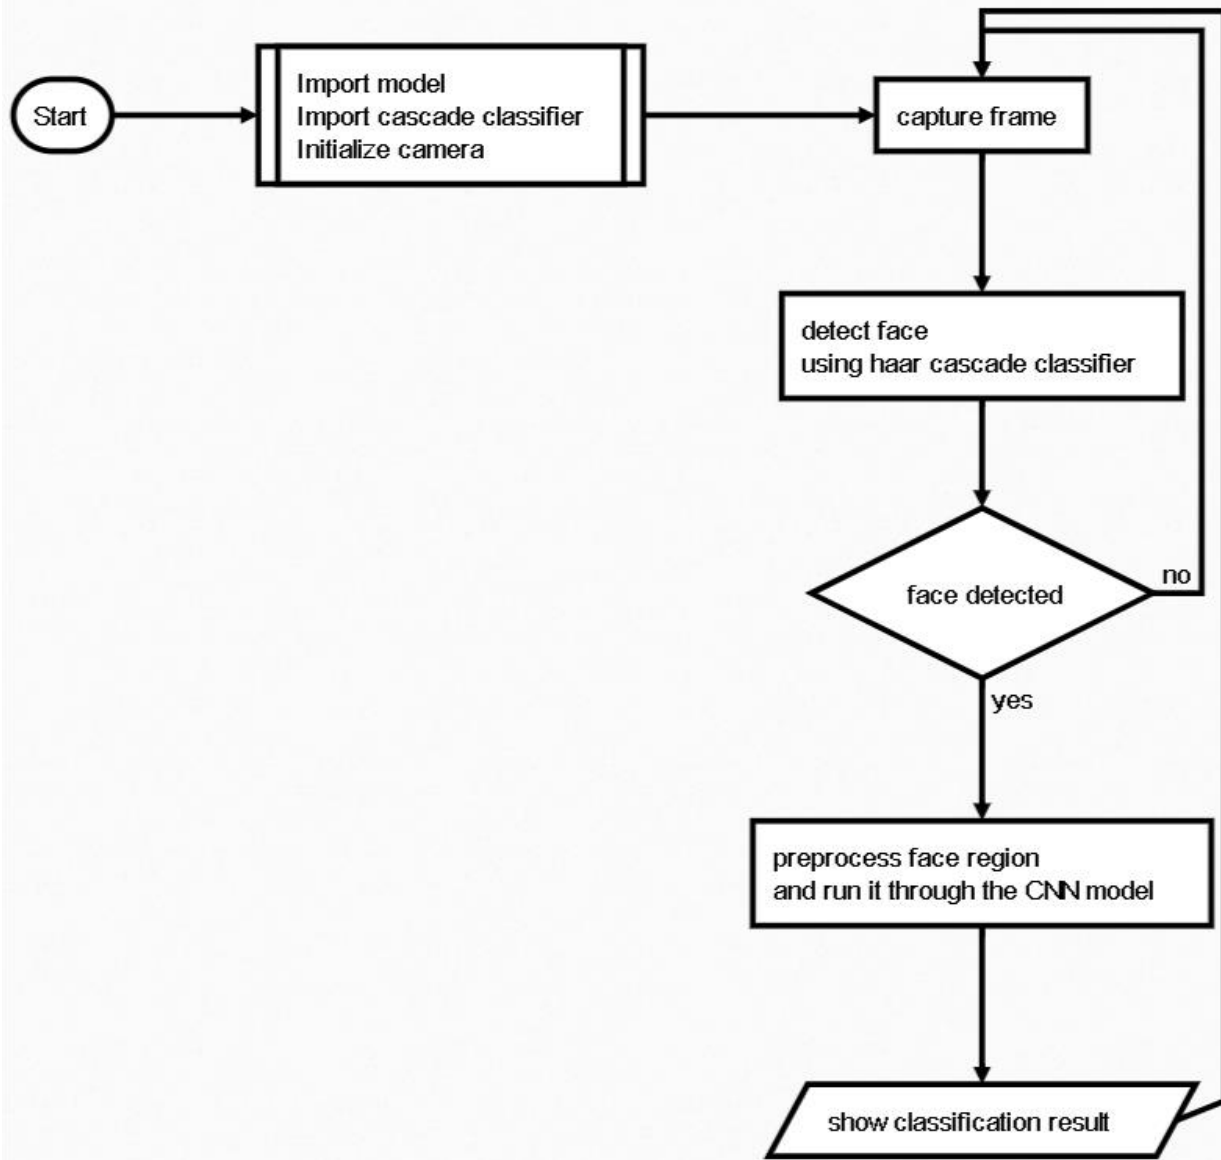 Start
Import model
Import cascade classifier
Initialize camera
capture frame
detect face
using haar cascade classifier
face detected
no
yes
preprocess face region
and run it through the CNN model
show classification result